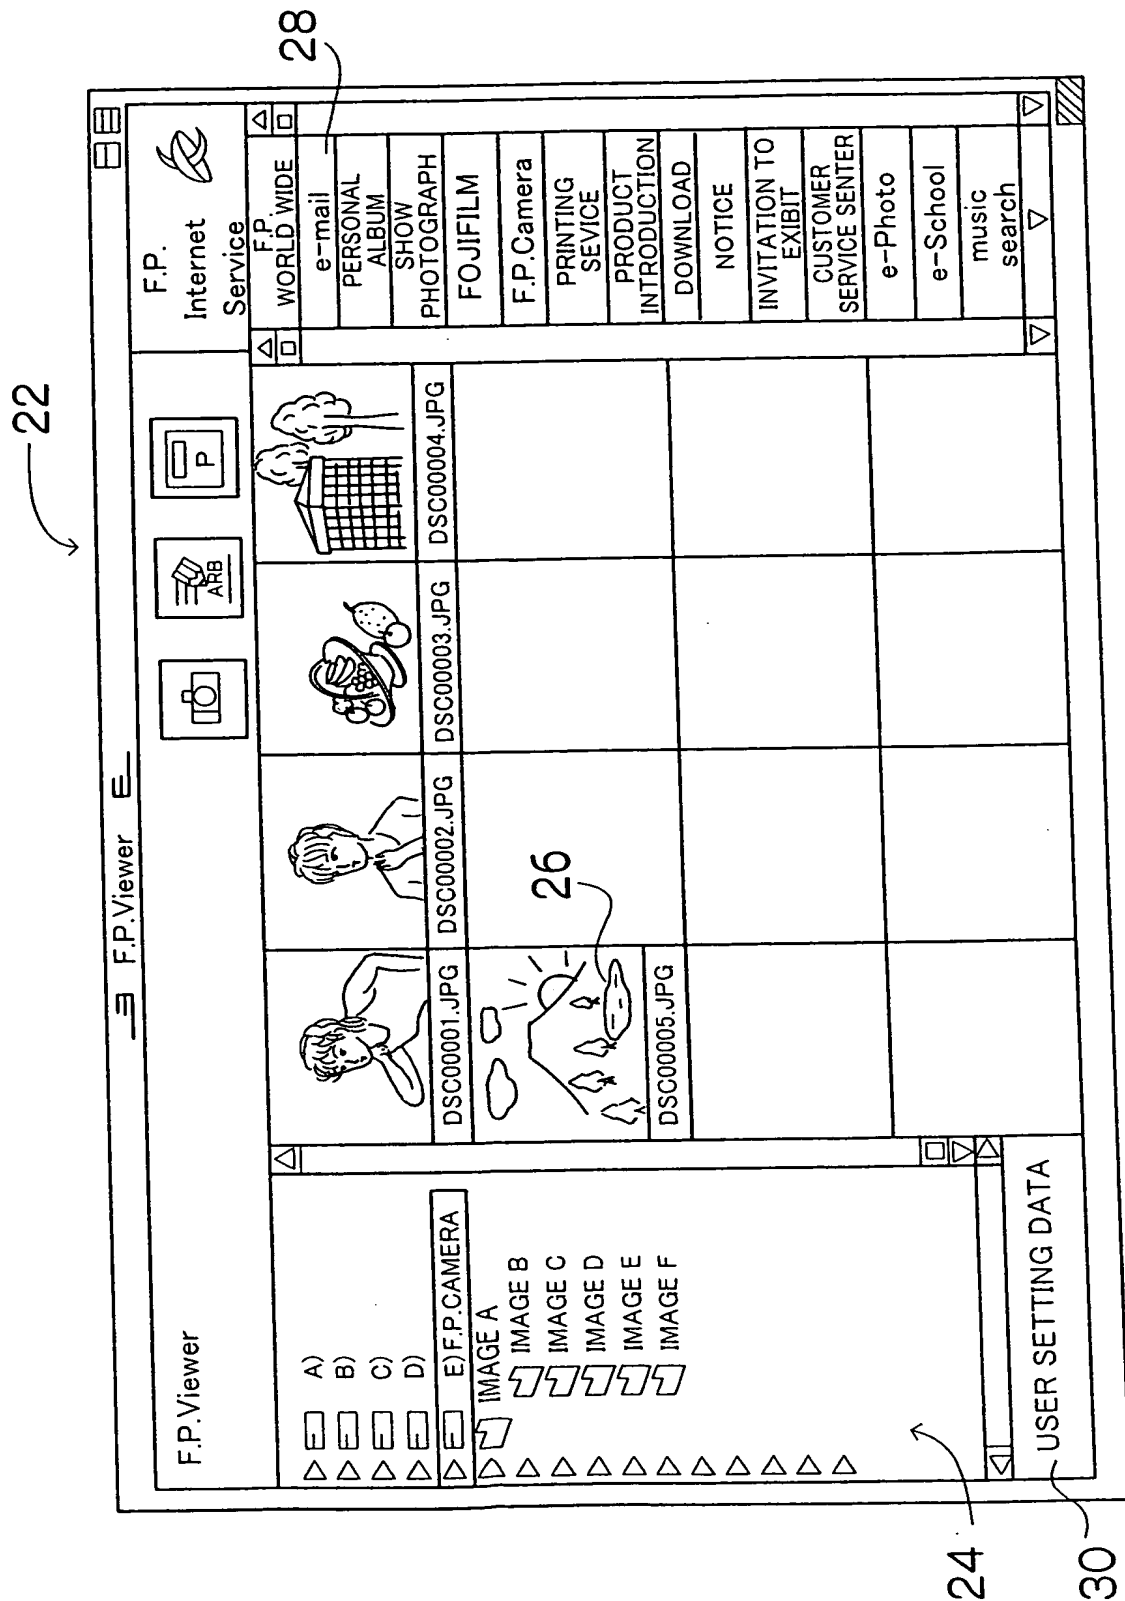 22
F.P.Viewer
F.P.Viewer
ARB
P
F.P.
Internet
Service
A)
B)
C)
D)
E)F.P.CAMERA
IMAGE A
IMAGE B
IMAGE C
IMAGE D
IMAGE E
IMAGE F
USER SETTING DATA
DSC00001.JPG
DSC00002.JPG
DSC00003.JPG
DSC00004.JPG
DSC00005.JPG
F.P.
WORLD WIDE
e-mail
PERSONAL
ALBUM
SHOW
PHOTOGRAPH
FOJIFILM
F.P.Camera
PRINTING
SEVICE
PRODUCT
INTRODUCTION
DOWNLOAD
NOTICE
INVITATION TO
EXIBIT
CUSTOMER
SERVICE SENTER
e-Photo
e-School
music
search
24
26
28
30